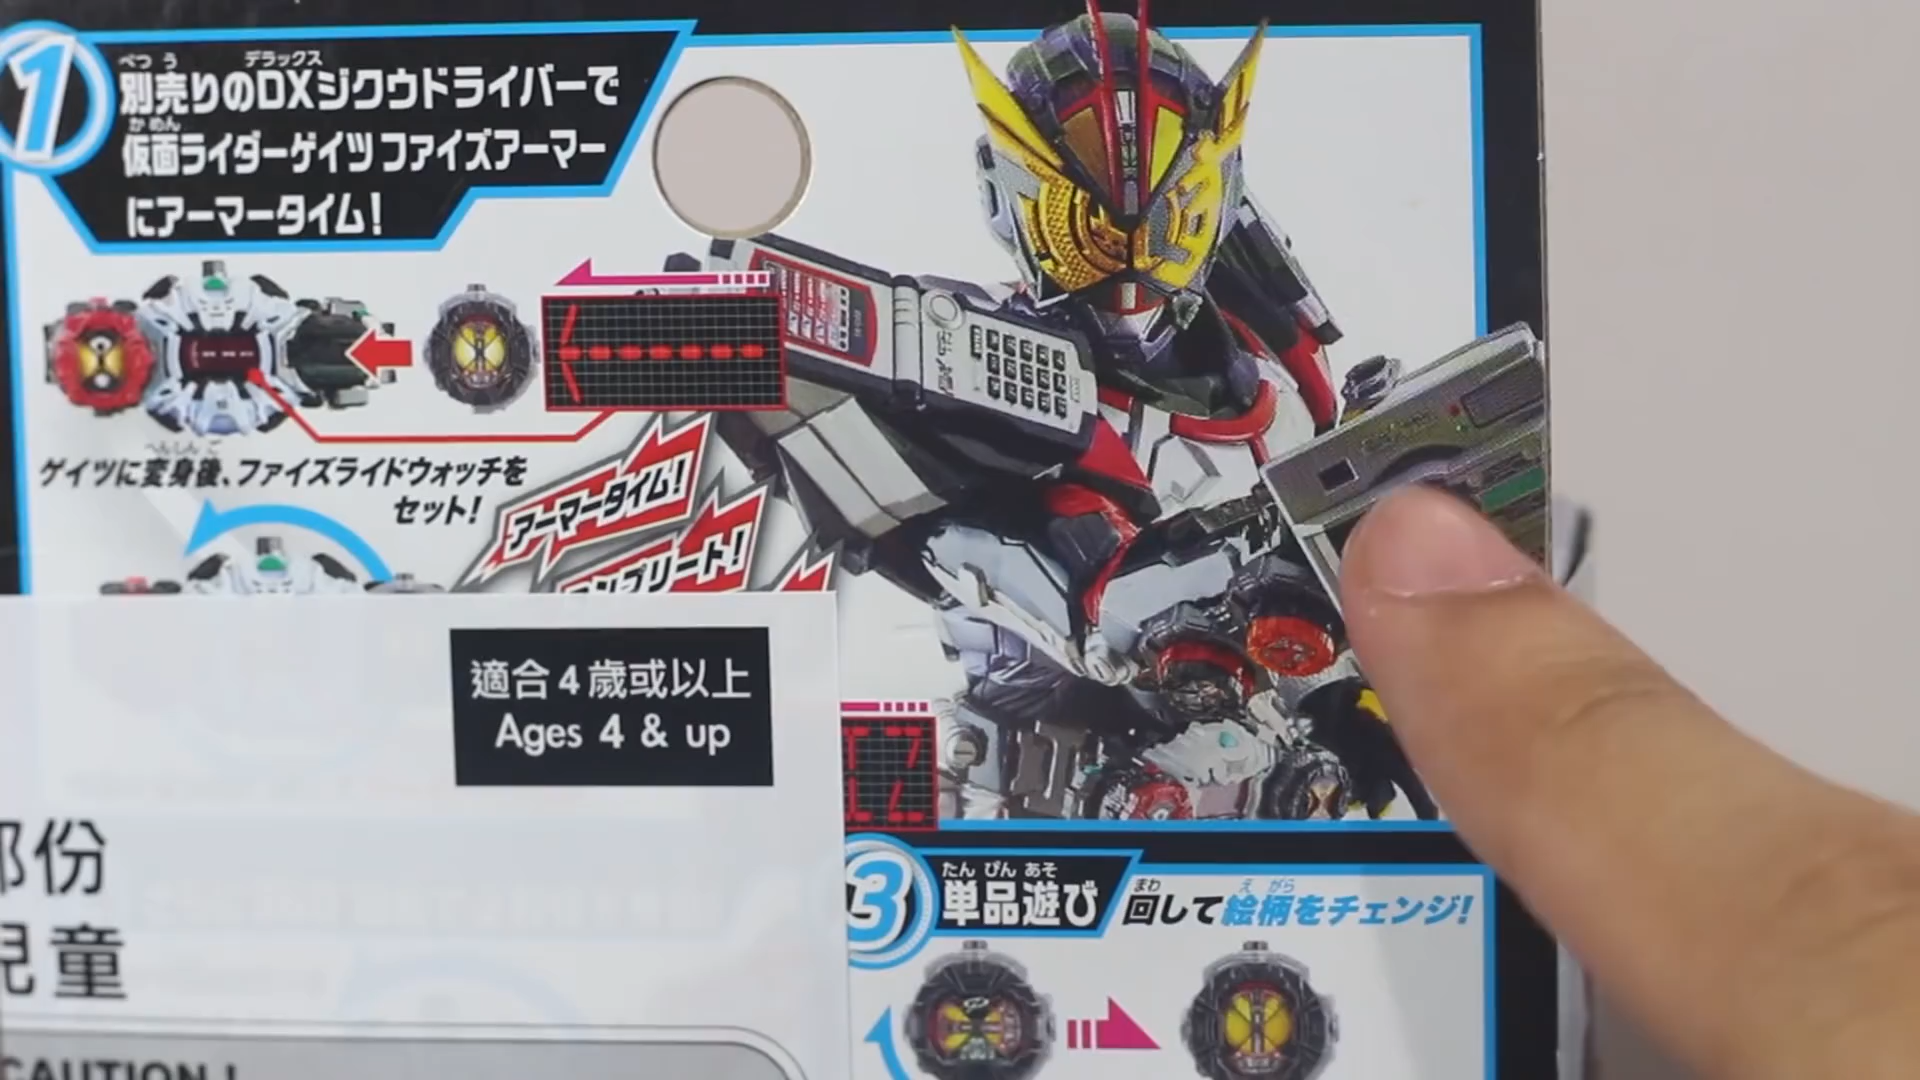 1
べつ う デラックス
別売りのDXジクウドライバーで
かめん
仮面ライダーゲイツ ファイズアーマー
にアーマータイム!
へんしん ご
ゲイツに変身後、ファイズライドウォッチを
セット!
アーマータイム!
ンプリート!
適合4歲或以上
Ages 4 & up
份
兒童
CAUTION!
3
たん ぴん あそ
単品遊び
まわ え がら
回して絵柄をチェンジ!